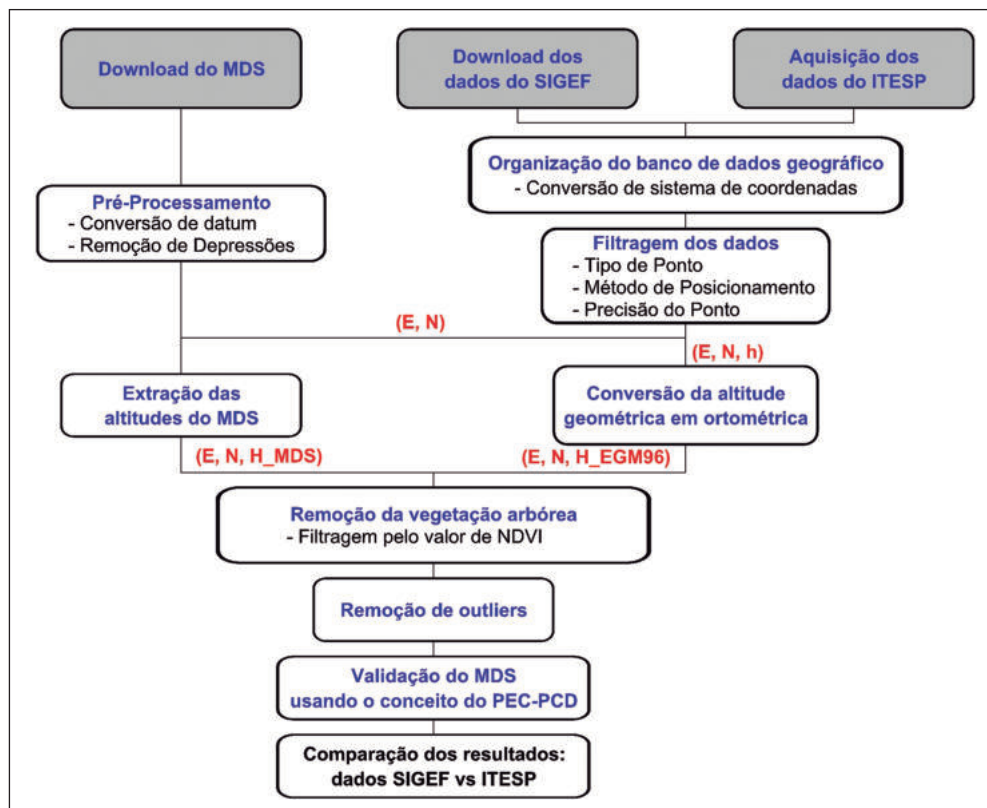 Download do MDS
Download dos
dados do SIGEF
Aquisição dos
dados do ITESP
Organização do banco de dados geográfico
- Conversão de sistema de coordenadas
Pré-Processamento
- Conversão de datum
- Remoção de Depressões
Filtragem dos dados
- Tipo de Ponto
- Método de Posicionamento
- Precisão do Ponto
(E, N)
(E, N, h)
Extração das
altitudes do MDS
Conversão da altitude
geométrica em ortométrica
(E, N, H_MDS)
(E, N, H_EGM96)
Remoção da vegetação arbórea
- Filtragem pelo valor de NDVI
Remoção de outliers
Validação do MDS
usando o conceito do PEC-PCD
Comparação dos resultados:
dados SIGEF vs ITESP